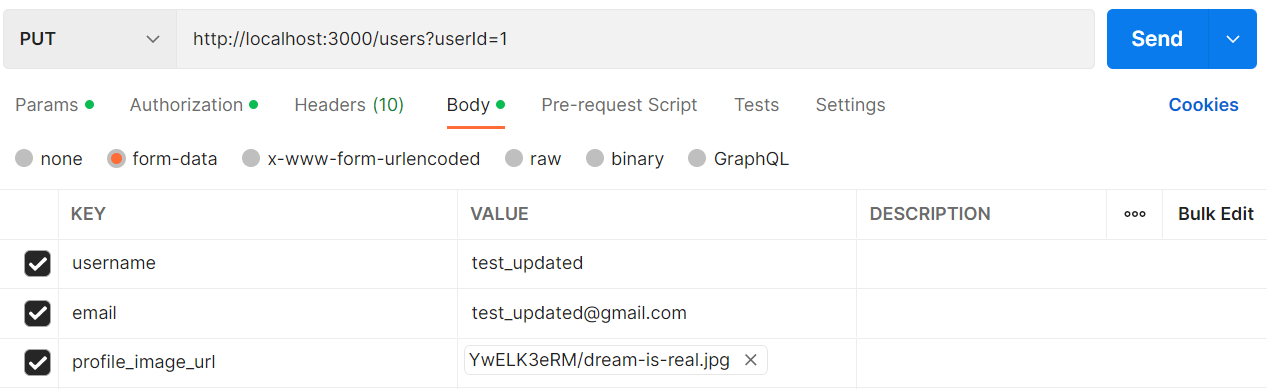 PUT http://localhost:3000/users?userId=1 Send
Params Authorization Headers (10) Body Pre-request Script Tests Settings Cookies
none form-data x-www-form-urlencoded raw binary GraphQL
KEY VALUE DESCRIPTION ooo Bulk Edit
username test_updated
email test_updated@gmail.com
profile_image_url YwELK3eRM/dream-is-real.jpg